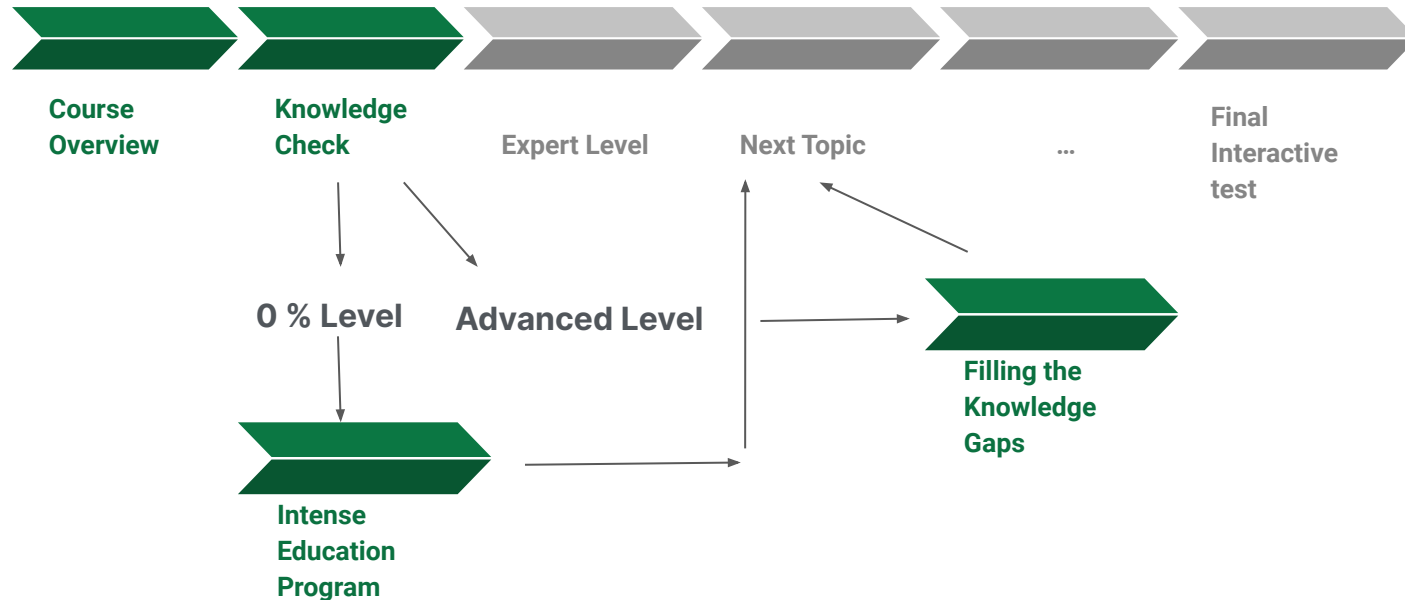 Course
Overview
Knowledge
Check
Expert Level
Next Topic
...
Final
Interactive
test
0 % Level
Advanced Level
Filling the
Knowledge
Gaps
Intense
Education
Program